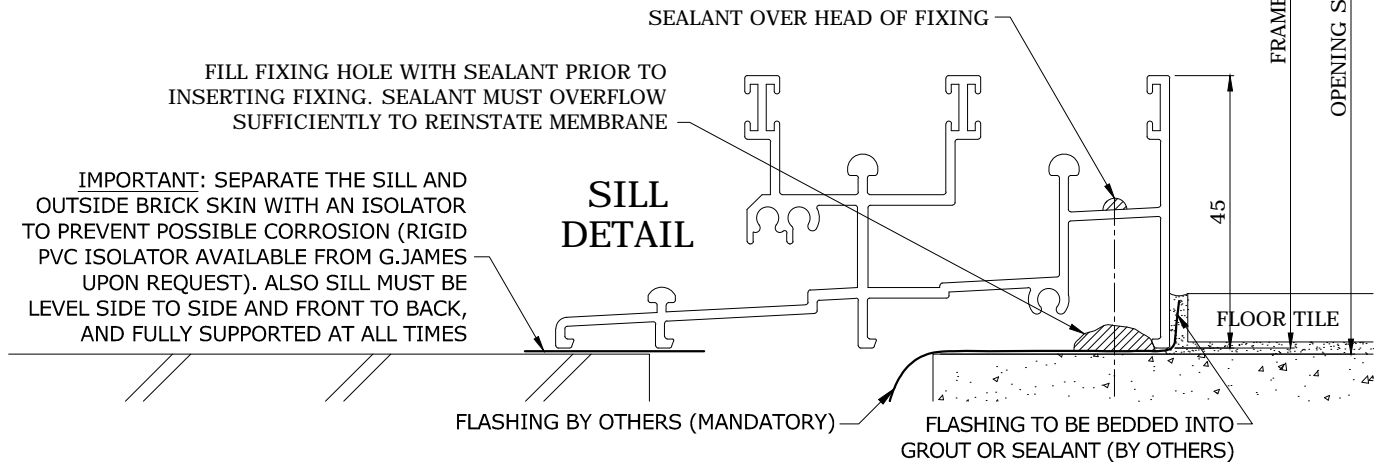 SEALANT OVER HEAD OF FIXING
FILL FIXING HOLE WITH SEALANT PRIOR TO
INSERTING FIXING. SEALANT MUST OVERFLOW
SUFFICIENTLY TO REINSTATE MEMBRANE
IMPORTANT: SEPARATE THE SILL AND
OUTSIDE BRICK SKIN WITH AN ISOLATOR
TO PREVENT POSSIBLE CORROSION (RIGID
PVC ISOLATOR AVAILABLE FROM G.JAMES
UPON REQUEST). ALSO SILL MUST BE
LEVEL SIDE TO SIDE AND FRONT TO BACK,
AND FULLY SUPPORTED AT ALL TIMES
SILL
DETAIL
45
FRAME
OPENING S
FLOOR TILE
FLASHING BY OTHERS (MANDATORY)
FLASHING TO BE BEDDED INTO
GROUT OR SEALANT (BY OTHERS)